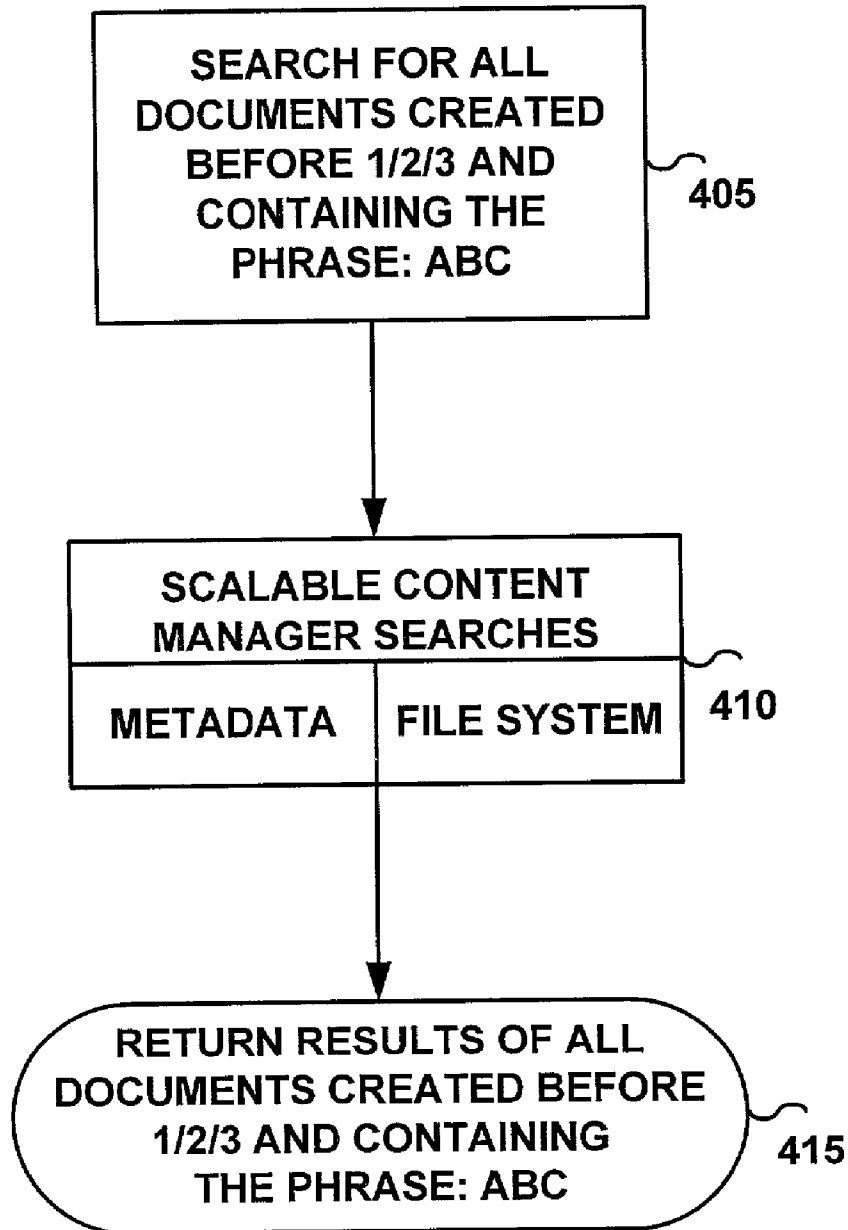 SEARCH FOR ALL
DOCUMENTS CREATED
BEFORE 1/2/3 AND
CONTAINING THE
PHRASE: ABC
405
SCALABLE CONTENT
MANAGER SEARCHES
METADATA FILE SYSTEM
410
RETURN RESULTS OF ALL
DOCUMENTS CREATED BEFORE
1/2/3 AND CONTAINING
THE PHRASE: ABC
415